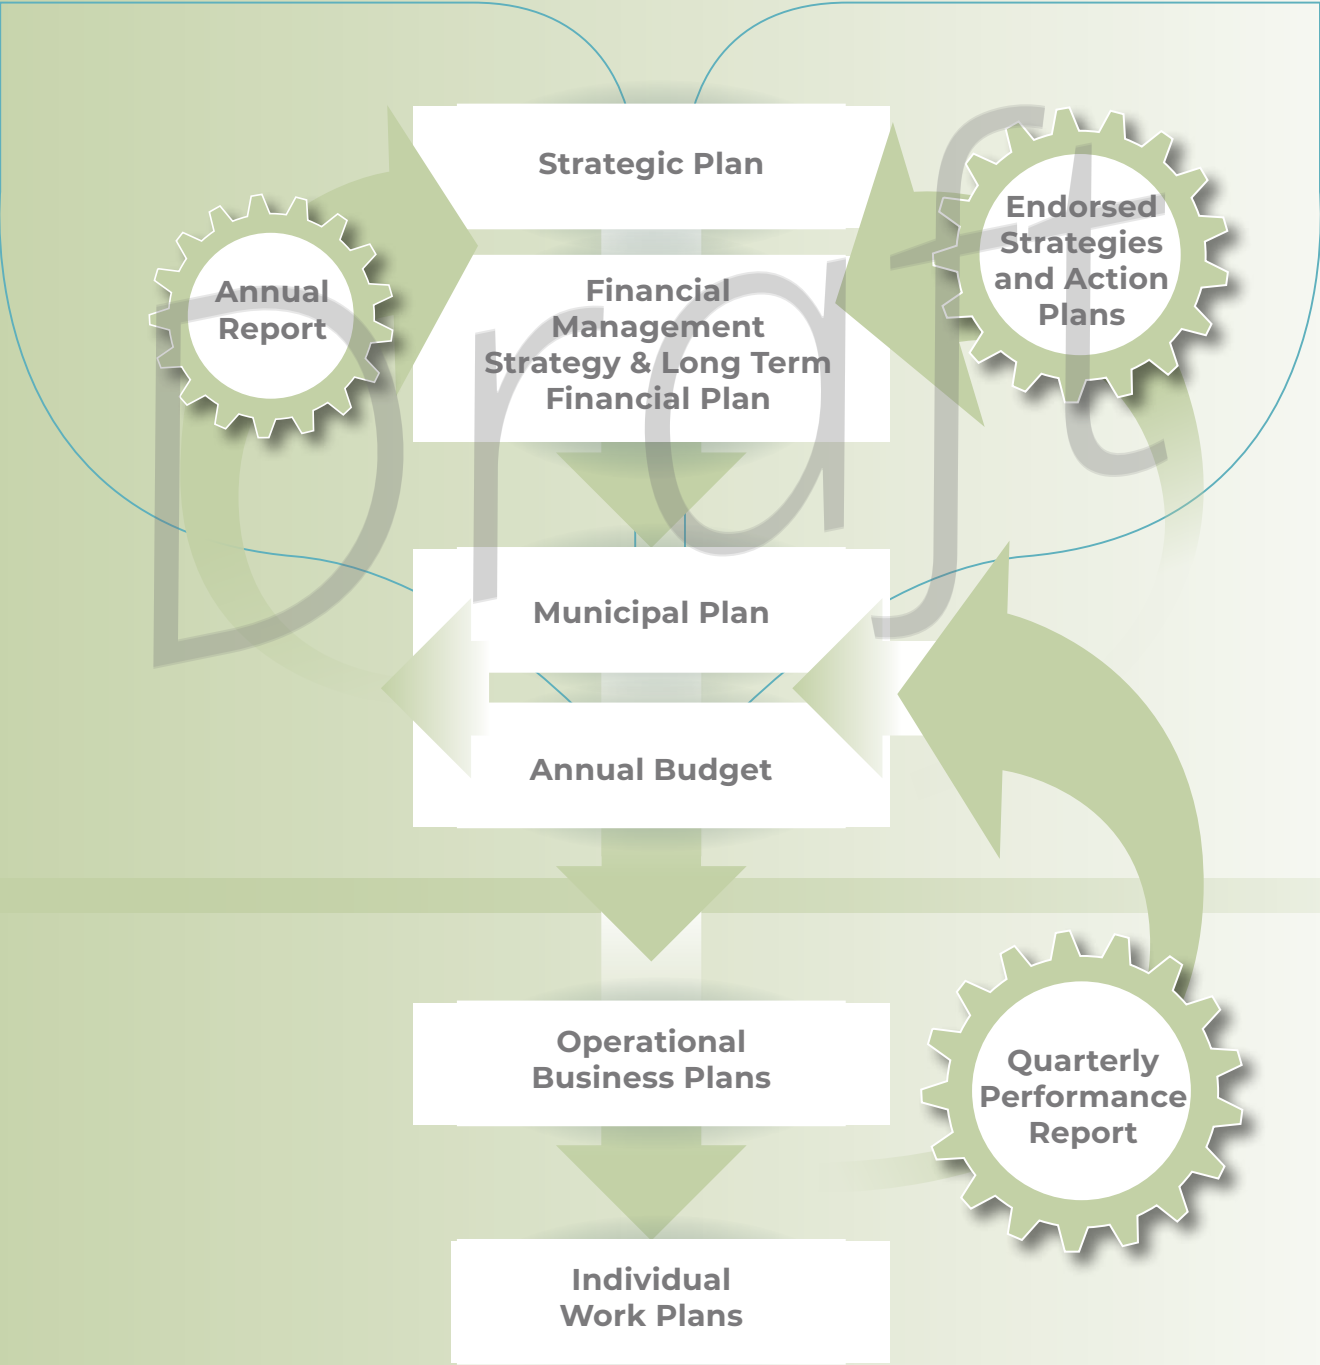 Strategic Plan
Financial
Management
Strategy & Long Term
Financial Plan
Annual
Report
Endorsed
Strategies
and Action
Plans
Municipal Plan
Annual Budget
Operational
Business Plans
Quarterly
Performance
Report
Individual
Work Plans
Draft